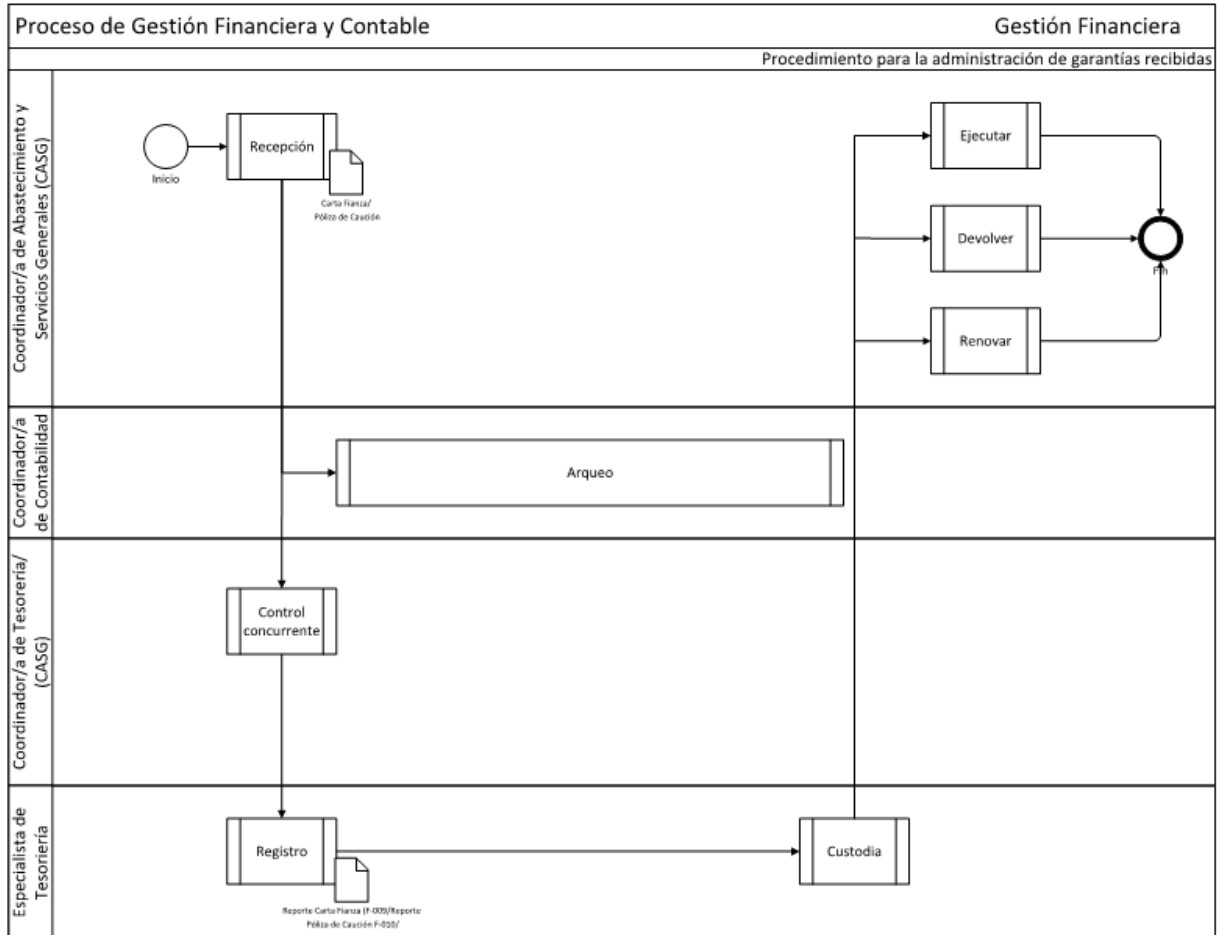 Proceso de Gestión Financiera y Contable
Gestión Financiera
Procedimiento para la administración de garantías recibidas
Coordinador/a de Abastecimiento y
Servicios Generales (CASG)
Inicio
Recepción
Carta Fianza/
Póliza de Caución
Ejecutar
Devolver
Fin
Renovar
Coordinador/a
de Contabilidad
Arqueo
Coordinador/a de Tesorería/
(CASG)
Control
concurrente
Especialista de
Tesoriería
Registro
Reporte Carta Fianza (F-009/Reporte
Póliza de Caución F-010/
Custodia